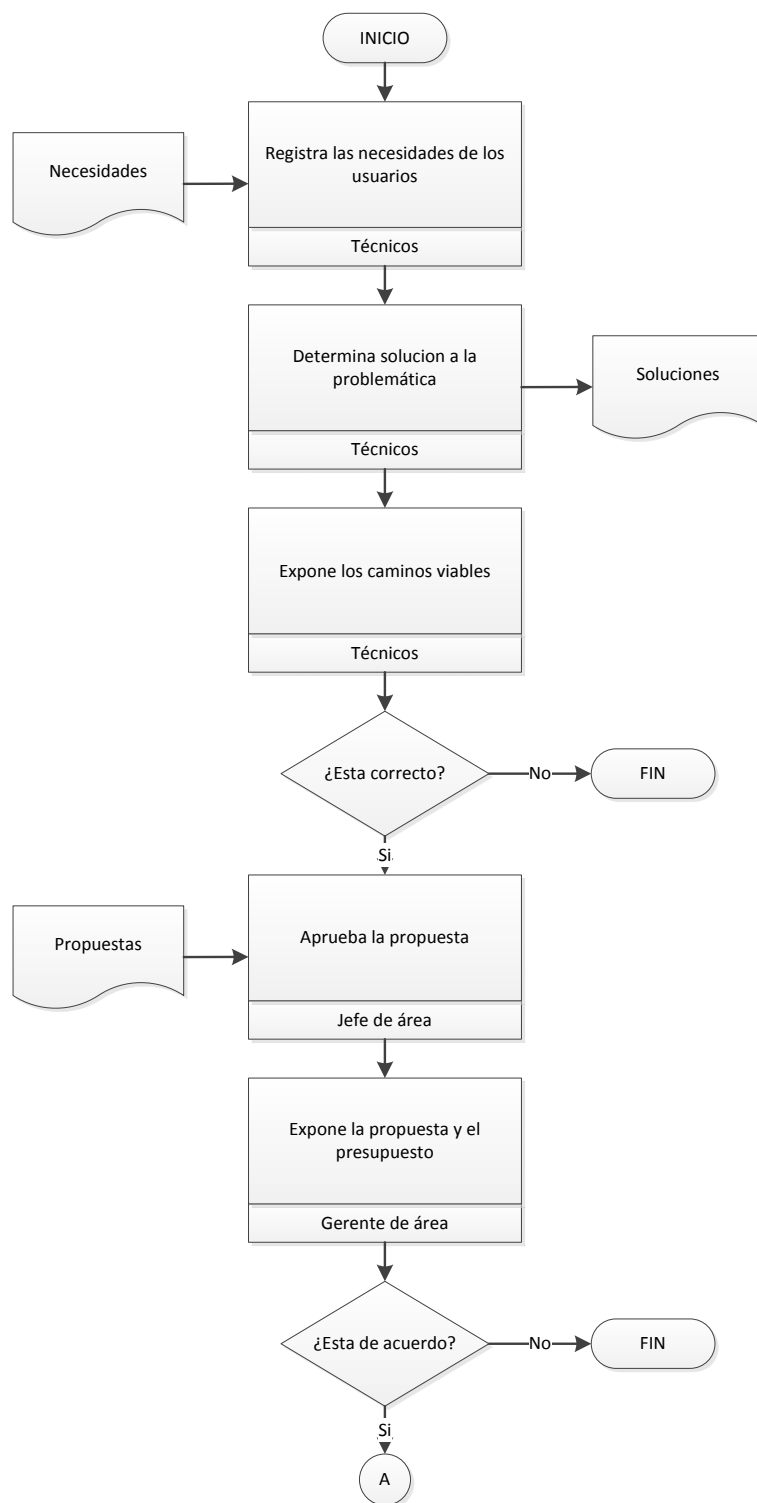 INICIO
Necesidades
Registra las necesidades de los
usuarios
Técnicos
Determina solucion a la
problemática
Soluciones
Técnicos
Expone los caminos viables
Técnicos
¿Esta correcto?
No
FIN
Si
Propuestas
Aprueba la propuesta
Jefe de área
Expone la propuesta y el
presupuesto
Gerente de área
¿Esta de acuerdo?
No
FIN
Si
A